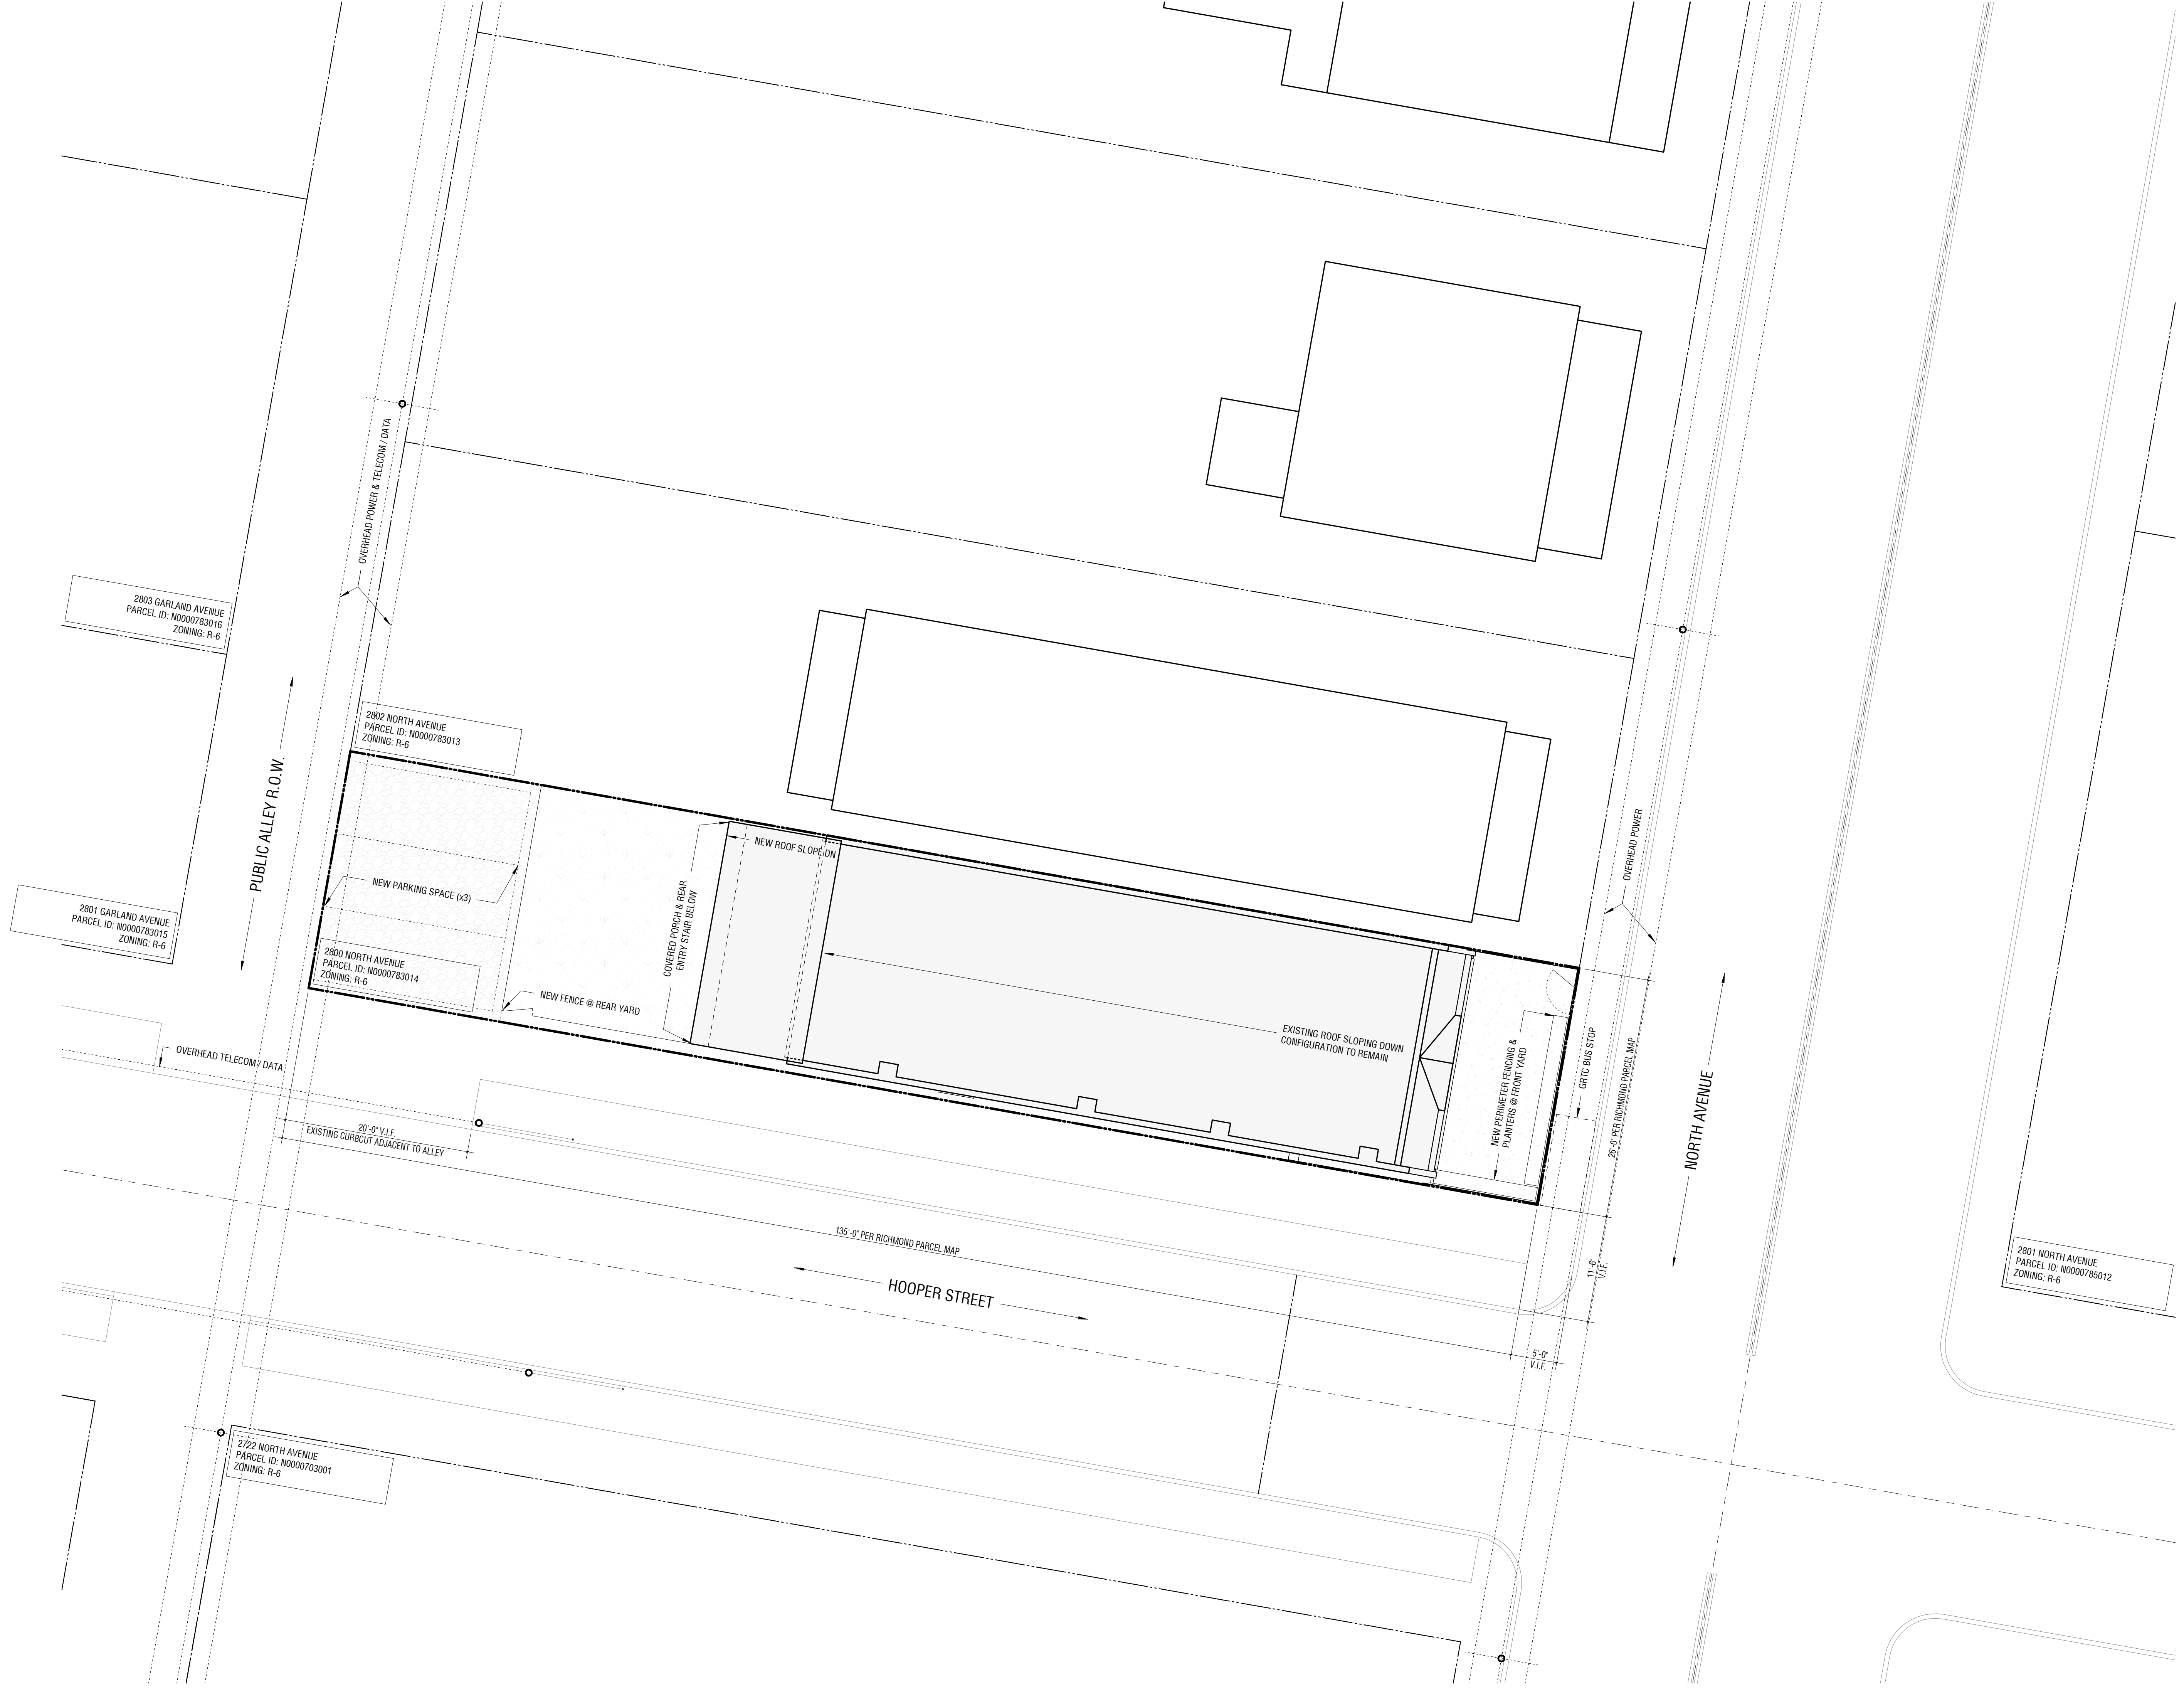 OVERHEAD POWER & TELECOM / DATA
2803 GARLAND AVENUE
PARCEL ID: N0000783016
ZONING: R-6
2802 NORTH AVENUE
PARCEL ID: N0000783013
ZONING: R-6
PUBLIC ALLEY R.O.W.
NEW ROOF SLOPE DN
OVERHEAD POWER
NEW PARKING SPACE (x3)
COVERED PORCH & REAR
ENTRY STAIR BELOW
2801 GARLAND AVENUE
PARCEL ID: N0000783015
ZONING: R-6
2800 NORTH AVENUE
PARCEL ID: N0000783014
ZONING: R-6
NEW FENCE @ REAR YARD
EXISTING ROOF SLOPING DOWN
CONFIGURATION TO REMAIN
NEW PERIMETER FENCING &
PLANTERS @ FRONT YARD
GRTC BUS STOP
26'-0" PER RICHMOND PARCEL MAP
NORTH AVENUE
OVERHEAD TELECOM / DATA
20'-0" V.I.F.
EXISTING CURBCUT ADJACENT TO ALLEY
135'-0" PER RICHMOND PARCEL MAP
HOOPER STREET
11'-6"
V.I.F.
5'-0"
V.I.F.
2801 NORTH AVENUE
PARCEL ID: N0000785012
ZONING: R-6
2722 NORTH AVENUE
PARCEL ID: N0000703001
ZONING: R-6